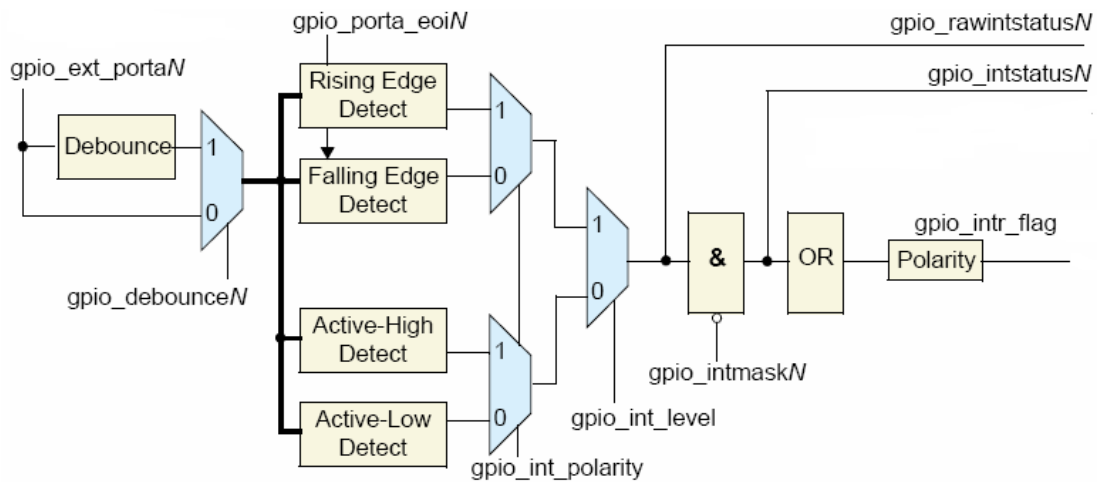 gpio_porta_eoiN
gpio_rawintstatusN
gpio_ext_portaN
gpio_intstatusN
Rising Edge
Detect
1
Debounce
1
0
Falling Edge
Detect
0
1
0
&
OR
gpio_intr_flag
Polarity
gpio_debounceN
Active-High
Detect
1
gpio_intmaskN
Active-Low
Detect
0
gpio_int_level
gpio_int_polarity